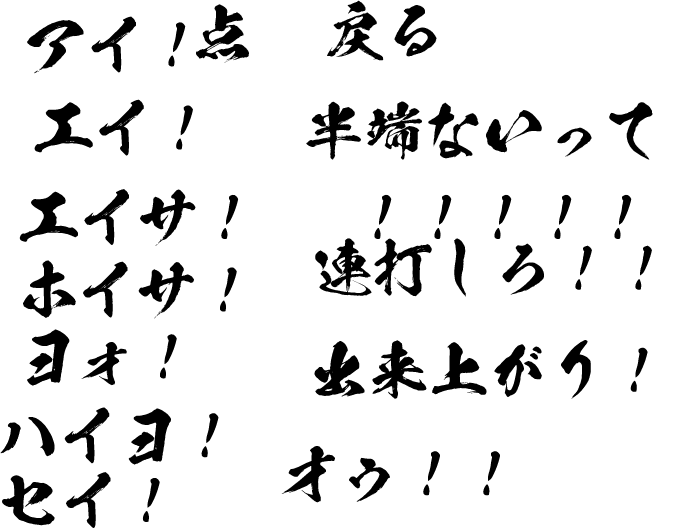 アイ！点
エイ！
エイサ！
ホイサ！
ヨォ！
ハイヨ！
セイ！
戻る
半端ないって
！！！！！
連打しろ！！
出来上がり！
オゥ！！